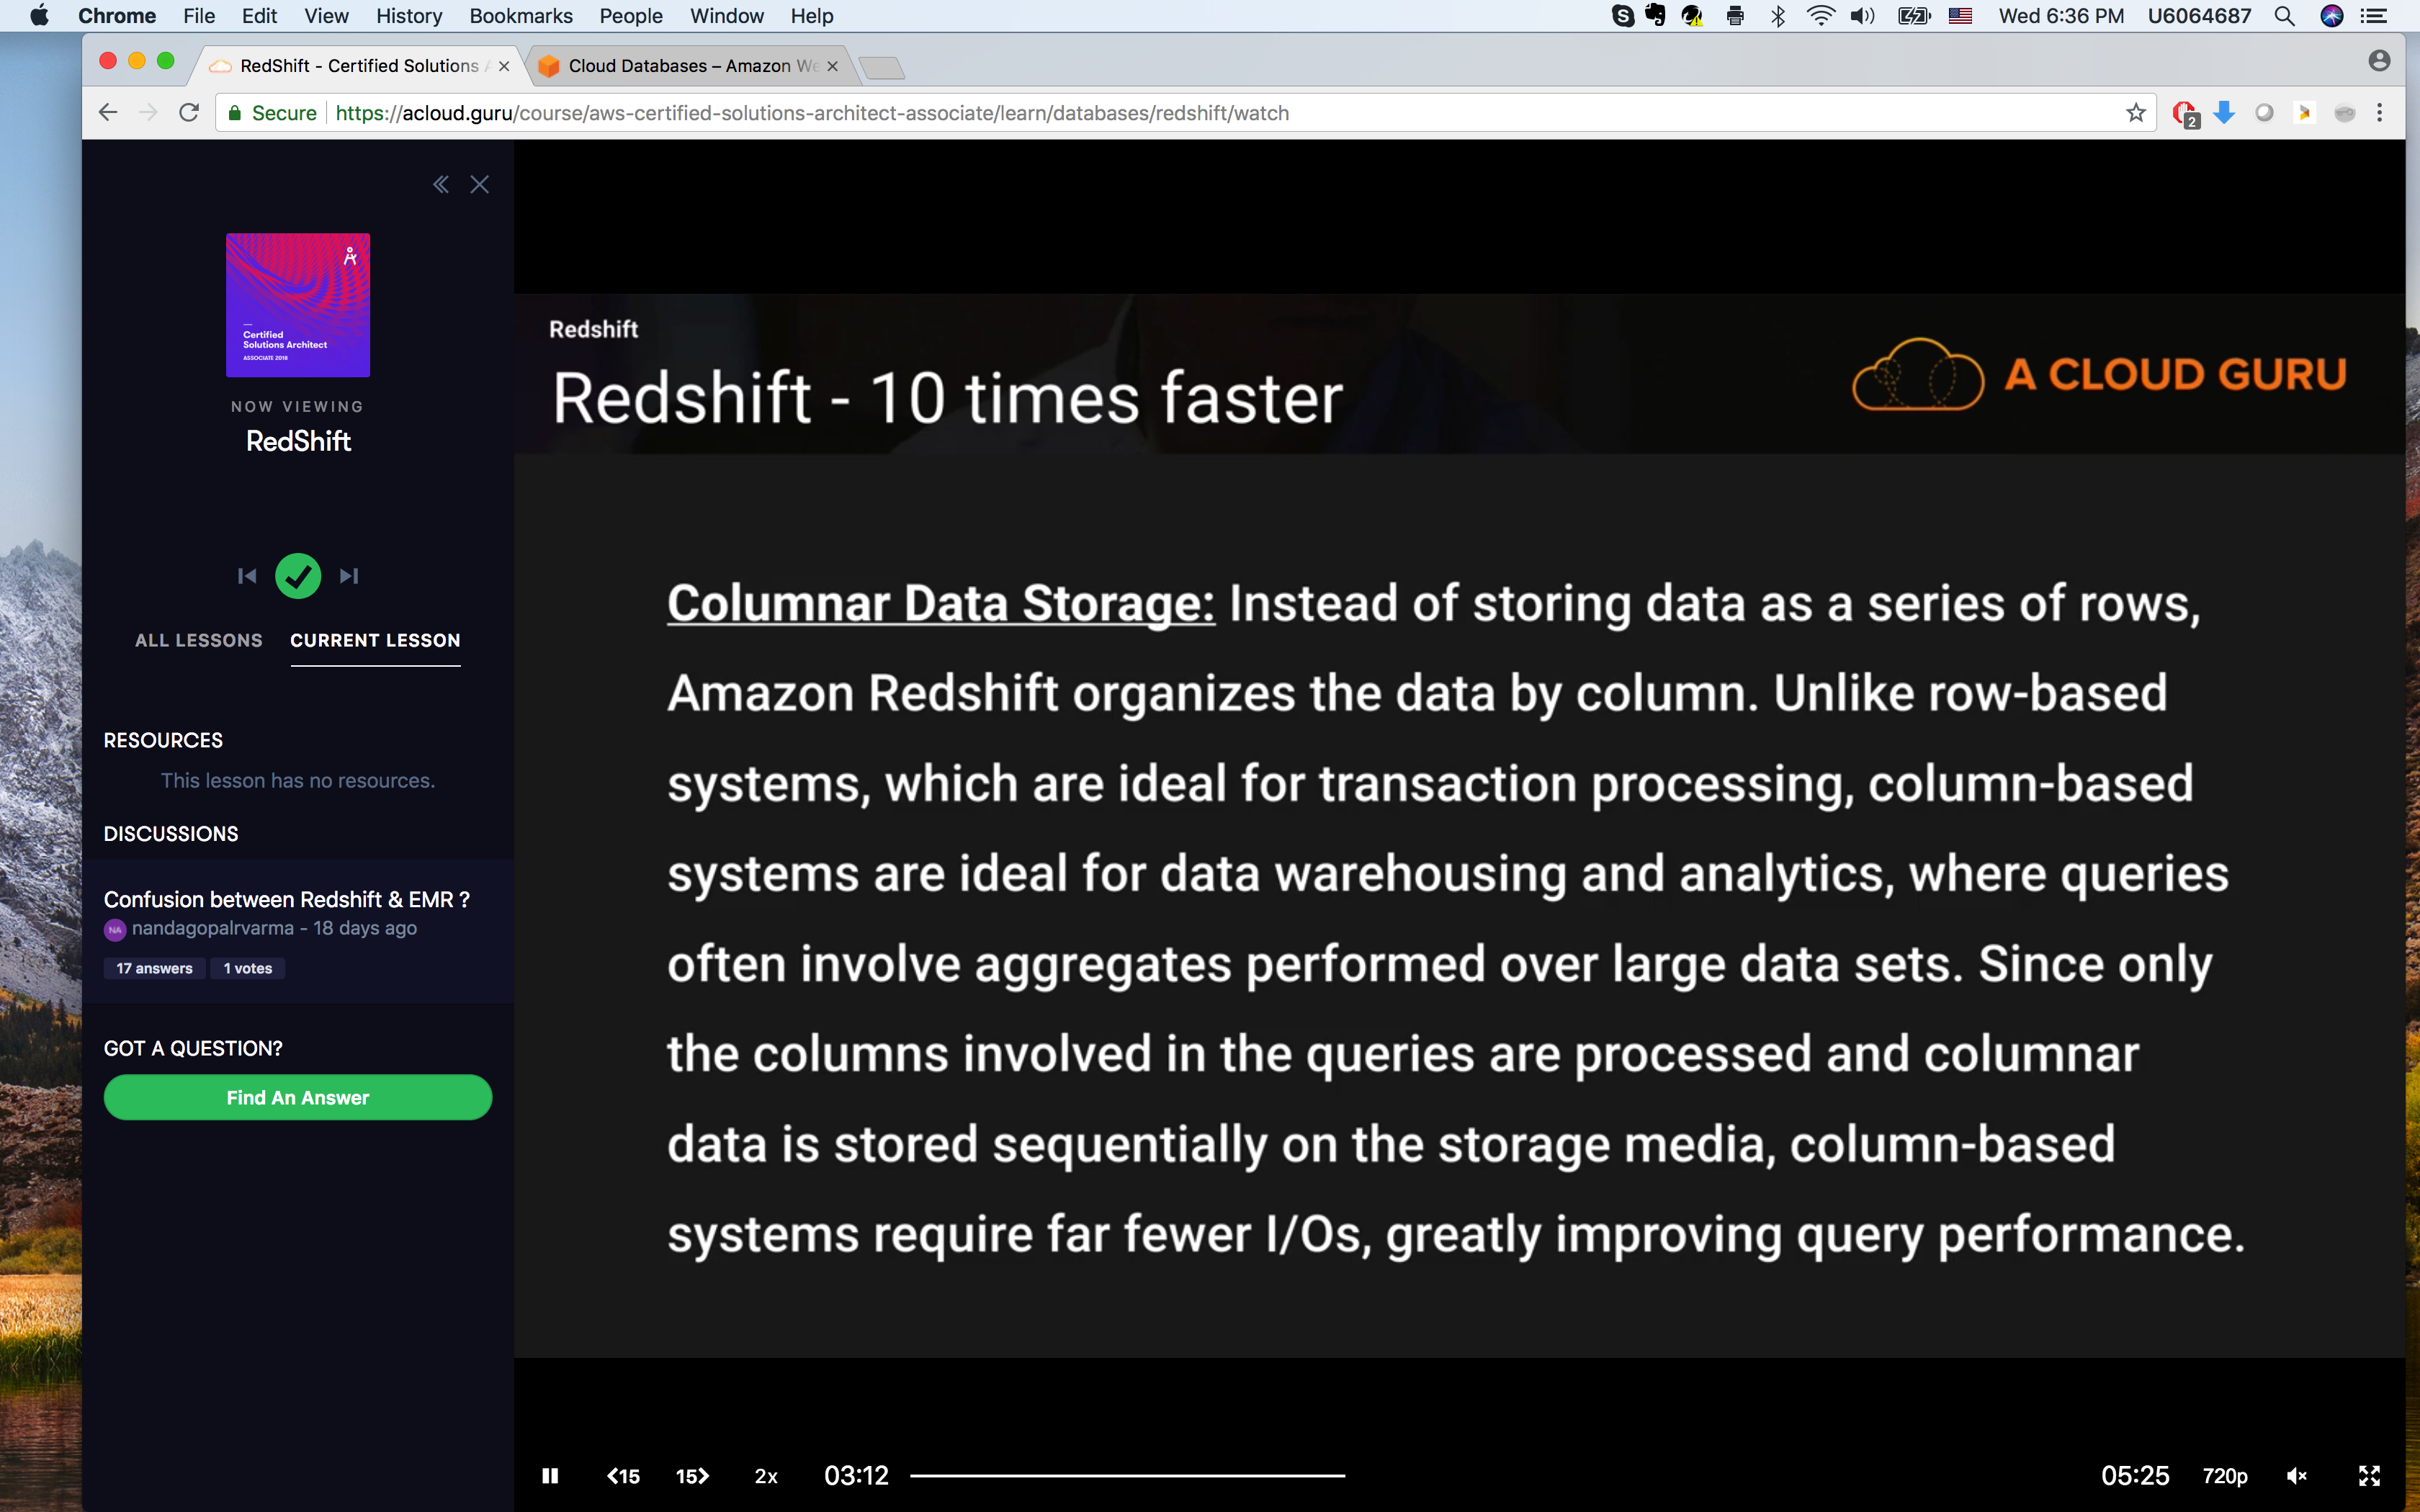 Chrome File Edit View History Bookmarks People Window Help
Wed 6:36 PM U6064687
RedShift - Certified Solutions
Cloud Databases – Amazon We
Secure https://acloud.guru/course/aws-certified-solutions-architect-associate/learn/databases/redshift/watch
2
Certified
Solutions Architect
ASSOCIATE 2018
NOW VIEWING
RedShift
ALL LESSONS CURRENT LESSON
RESOURCES
This lesson has no resources.
DISCUSSIONS
Confusion between Redshift & EMR ?
NA nandagopalrvarma - 18 days ago
17 answers 1 votes
GOT A QUESTION?
Find An Answer
Redshift
Redshift - 10 times faster
A CLOUD GURU
Columnar Data Storage: Instead of storing data as a series of rows,
Amazon Redshift organizes the data by column. Unlike row-based
systems, which are ideal for transaction processing, column-based
systems are ideal for data warehousing and analytics, where queries
often involve aggregates performed over large data sets. Since only
the columns involved in the queries are processed and columnar
data is stored sequentially on the storage media, column-based
systems require far fewer I/Os, greatly improving query performance.
15 15 2x 03:12 05:25 720p